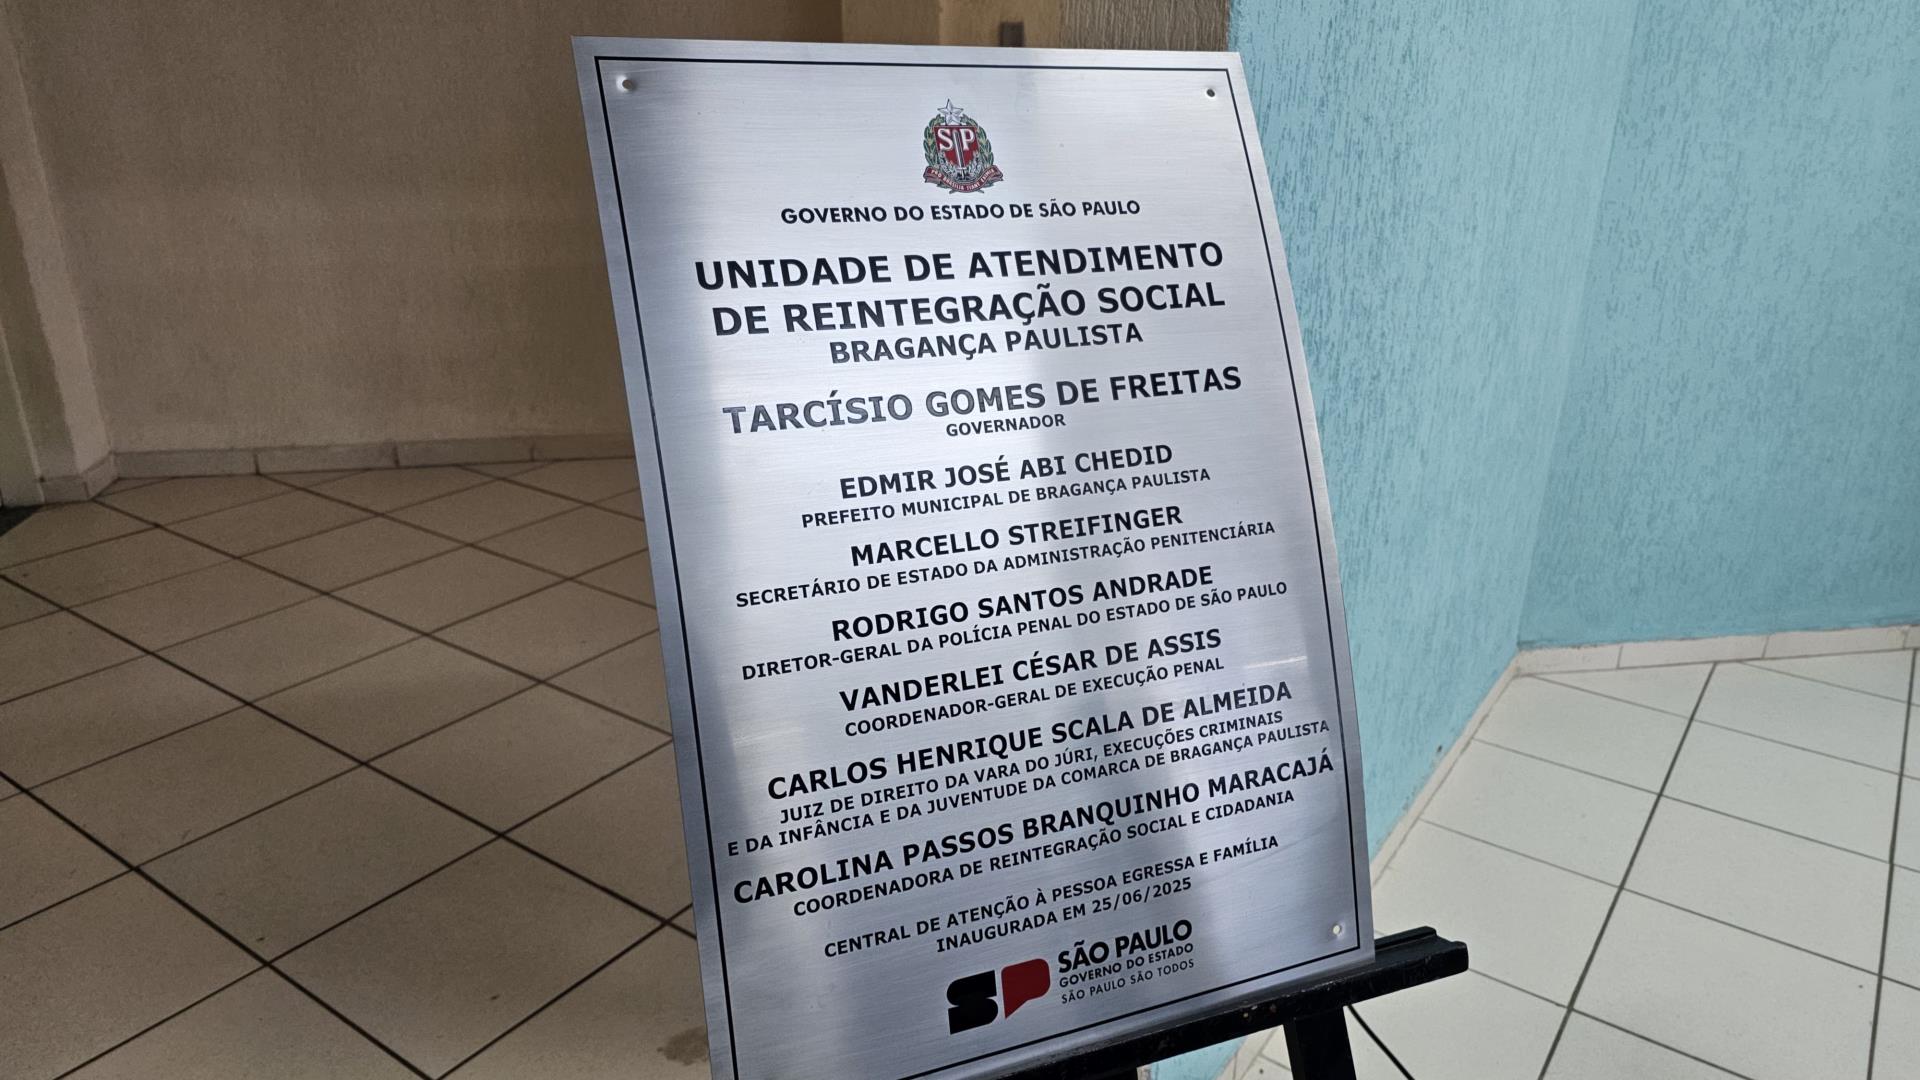 SP
GOVERNO DO ESTADO DE SÃO PAULO
UNIDADE DE ATENDIMENTO
DE REINTEGRAÇÃO SOCIAL
BRAGANÇA PAULISTA
TARCÍSIO GOMES DE FREITAS
GOVERNADOR
EDMIR JOSÉ ABI CHEDID
PREFEITO MUNICIPAL DE BRAGANÇA PAULISTA
MARCELLO STREIFINGER
SECRETÁRIO DE ESTADO DA ADMINISTRAÇÃO PENITENCIÁRIA
RODRIGO SANTOS ANDRADE
DIRETOR-GERAL DA POLÍCIA PENAL DO ESTADO DE SÃO PAULO
VANDERLEI CÉSAR DE ASSIS
COORDENADOR-GERAL DE EXECUÇÃO PENAL
CARLOS HENRIQUE SCALA DE ALMEIDA
JUIZ DE DIREITO DA VARA DO JÚRI, EXECUÇÕES CRIMINAIS
E DA INFÂNCIA E DA JUVENTUDE DA COMARCA DE BRAGANÇA PAULISTA
CAROLINA PASSOS BRANQUINHO MARACAJÁ
COORDENADORA DE REINTEGRAÇÃO SOCIAL E CIDADANIA
CENTRAL DE ATENÇÃO À PESSOA EGRESSA E FAMÍLIA
INAUGURADA EM 25/06/2025
SP SÃO PAULO
GOVERNO DO ESTADO
SÃO PAULO SÃO TODOS